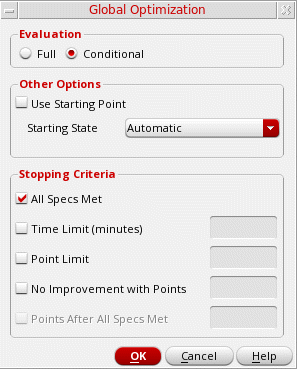 Global Optimization
Evaluation
Full Conditional
Other Options
Use Starting Point
Starting State Automatic
Stopping Criteria
All Specs Met
Time Limit (minutes)
Point Limit
No Improvement with Points
Points After All Specs Met
OK Cancel Help